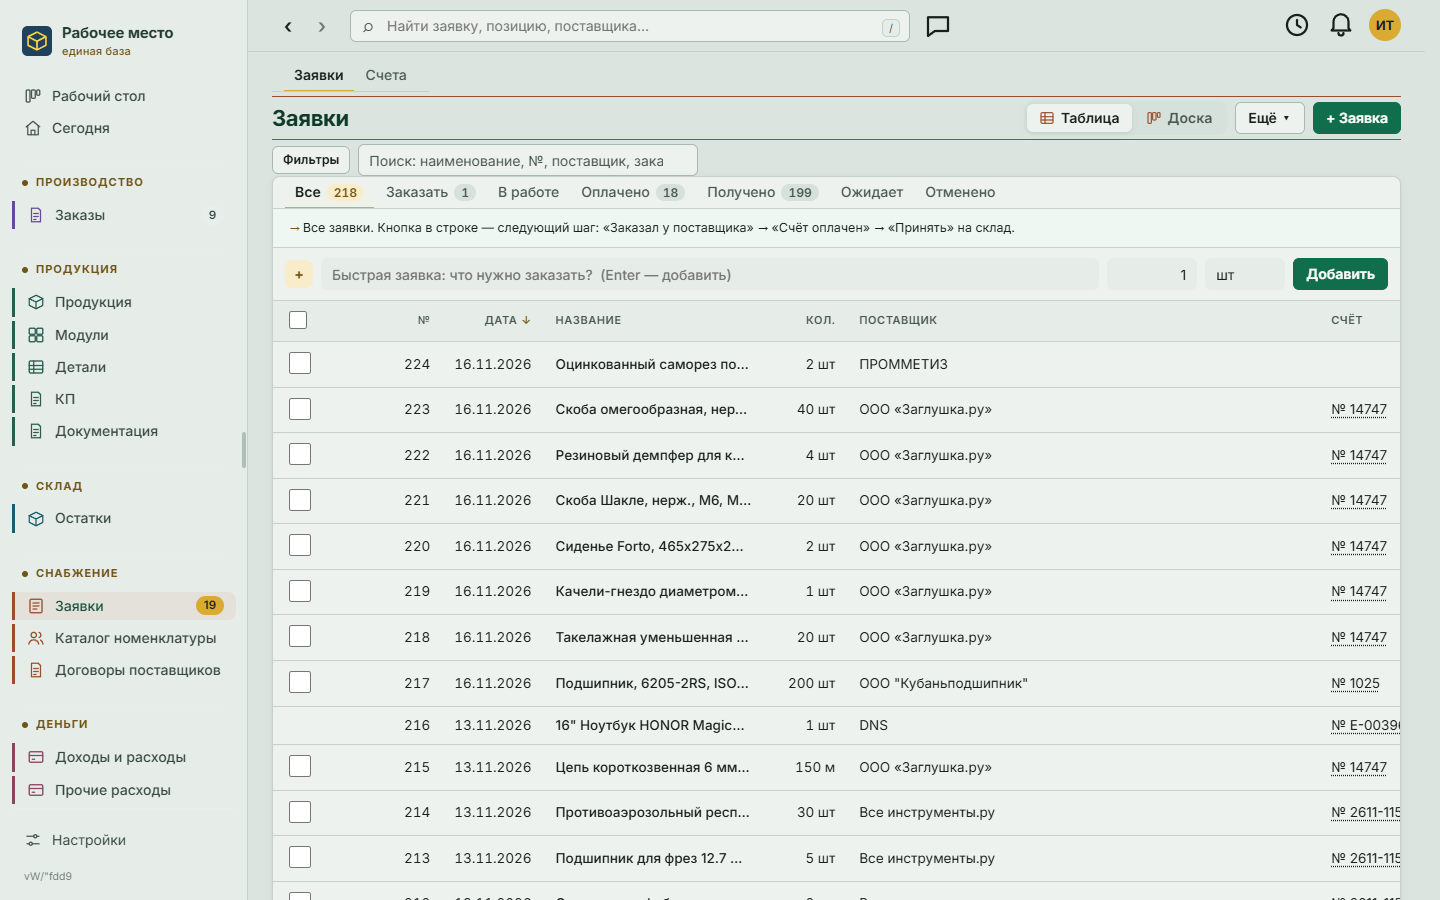 Рабочее место
единая база
Рабочий стол
Сегодня
ПРОИЗВОДСТВО
Заказы 9
ПРОДУКЦИЯ
Продукция
Модули
Детали
КП
Документация
СКЛАД
Остатки
СНАБЖЕНИЕ
Заявки 19
Каталог номенклатуры
Договоры поставщиков
ДЕНЬГИ
Доходы и расходы
Прочие расходы
Настройки
vW/"fdd9
Найти заявку, позицию, поставщика... /
ИТ
Заявки Счета
Заявки
Таблица Доска Ещё + Заявка
Фильтры Поиск: наименование, №, поставщик, зака
Все 218 Заказать 1 В работе Оплачено 18 Получено 199 Ожидает Отменено
→ Все заявки. Кнопка в строке — следующий шаг: «Заказал у поставщика» → «Счёт оплачен» → «Принять» на склад.
+ Быстрая заявка: что нужно заказать? (Enter — добавить) 1 шт Добавить
№ ДАТА ↓ НАЗВАНИЕ КОЛ. ПОСТАВЩИК СЧЁТ
224 16.11.2026 Оцинкованный саморез по... 2 шт ПРОММЕТИЗ
223 16.11.2026 Скоба омегообразная, нер... 40 шт ООО «Заглушка.ру» № 14747
222 16.11.2026 Резиновый демпфер для к... 4 шт ООО «Заглушка.ру» № 14747
221 16.11.2026 Скоба Шакле, нерж., М6, М... 20 шт ООО «Заглушка.ру» № 14747
220 16.11.2026 Сиденье Forto, 465x275x2... 2 шт ООО «Заглушка.ру» № 14747
219 16.11.2026 Качели-гнездо диаметром... 1 шт ООО «Заглушка.ру» № 14747
218 16.11.2026 Такелажная уменьшенная ... 20 шт ООО «Заглушка.ру» № 14747
217 16.11.2026 Подшипник, 6205-2RS, ISO... 200 шт ООО "Кубаньподшипник" № 1025
216 13.11.2026 16" Ноутбук HONOR Magic... 1 шт DNS № E-0039
215 13.11.2026 Цепь короткозвенная 6 мм... 150 м ООО «Заглушка.ру» № 14747
214 13.11.2026 Противоаэрозольный респ... 30 шт Все инструменты.ру № 2611-115
213 13.11.2026 Подшипник для фрез 12.7 ... 5 шт Все инструменты.ру № 2611-115